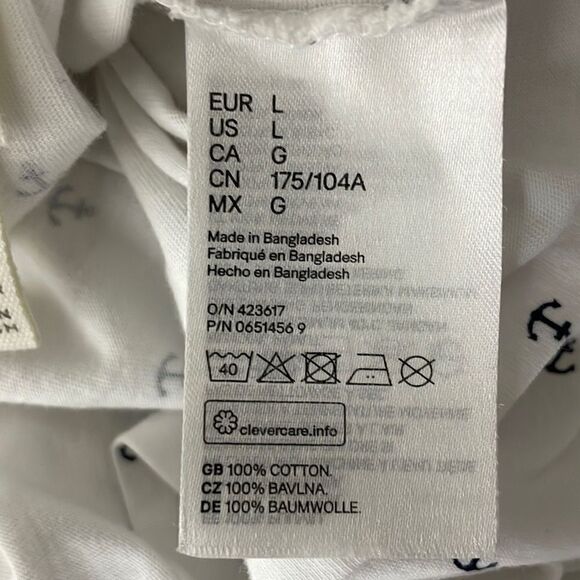 EUR L
US L
CA G
CN 175/104A
MX G
Made in Bangladesh
Fabriqué en Bangladesh
Hecho en Bangladesh
O/N 423617
P/N 0651456 9
40
clevercare.info
GB 100% COTTON.
CZ 100% BAVLNA.
DE 100% BAUMWOLLE.